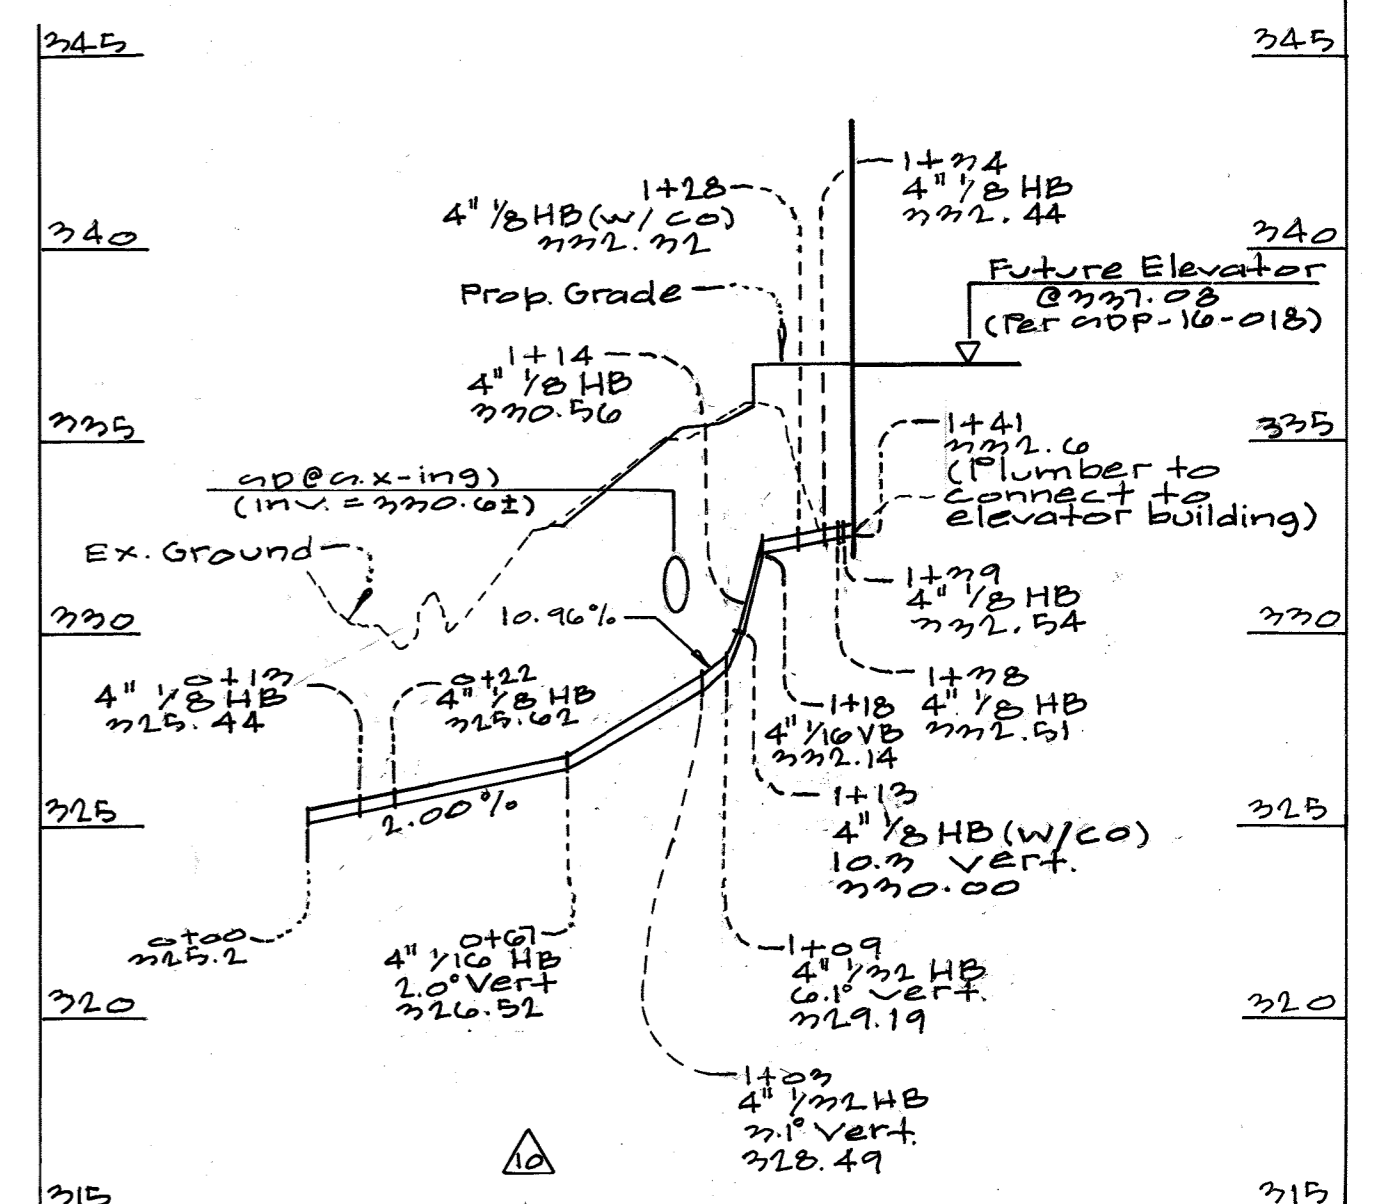 345
345
1+34
4" 1/8 HB
332.44
1+28
4" 1/8 HB (w/co)
332.32
340
340
Future Elevator
@ 337.03
(Per SDP-16-018)
Prop. Grade
1+14
4" 1/8 HB
330.56
335
335
1+41
332.6
(Plumber to
connect to
elevator building)
SD @ S.x-ing)
(inv. = 330.6±)
Ex. Ground
1+39
4" 1/8 HB
332.54
330
330
10.96%
0+13
4" 1/8 HB
325.44
0+22
4" 1/8 HB
325.62
1+38
4" 1/8 HB
332.51
1+18
4" 1/16 VB
332.14
1+13
4" 1/8 HB (w/co)
10.3 vert.
330.00
325
325
2.00%
0+00
325.2
0+67
4" 1/16 HB
2.0° vert
326.52
1+09
4" 1/32 HB
6.1° vert.
329.19
320
320
1+03
4" 1/32 HB
3.1° vert.
328.49
10
315
315